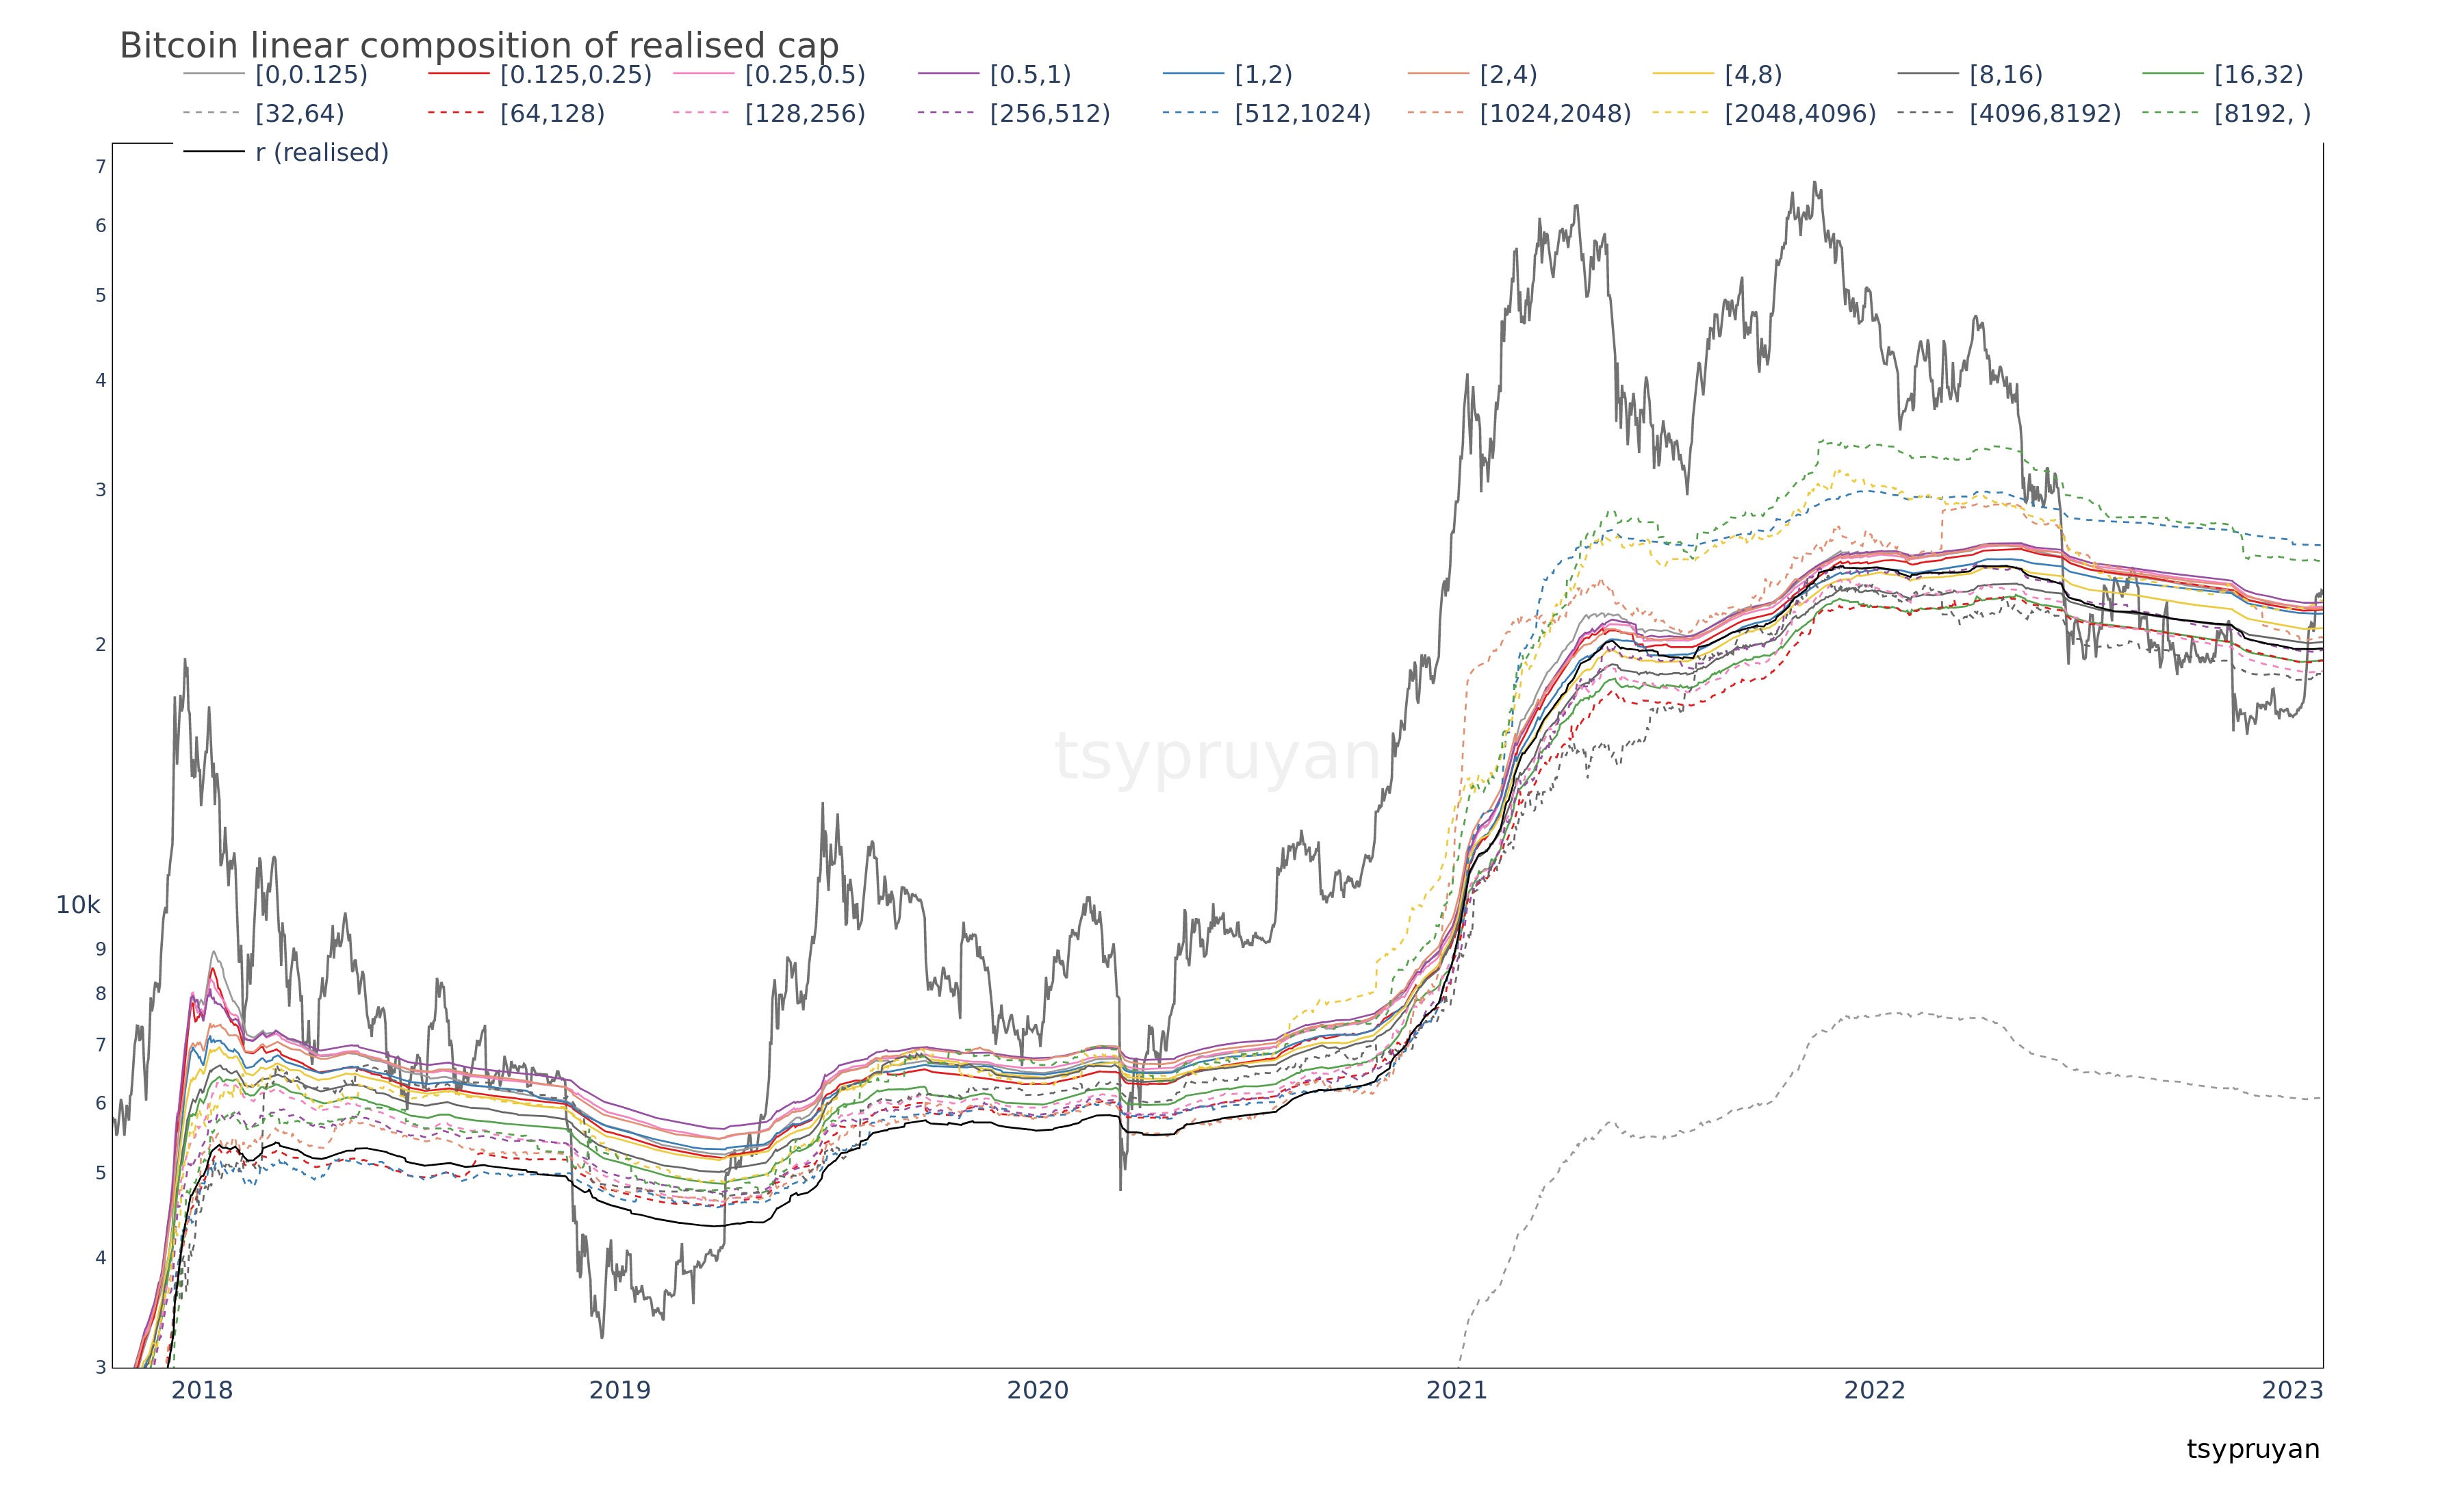 Bitcoin linear composition of realised cap
[0,0.125) [0.125,0.25) [0.25,0.5) [0.5,1) [1,2) [2,4) [4,8) [8,16) [16,32)
[32,64) [64,128) [128,256) [256,512) [512,1024) [1024,2048) [2048,4096) [4096,8192) [8192, )
r (realised)
7
6
5
4
3
2
tsypruyan
10k
9
8
7
6
5
4
3
2018 2019 2020 2021 2022 2023
tsypruyan